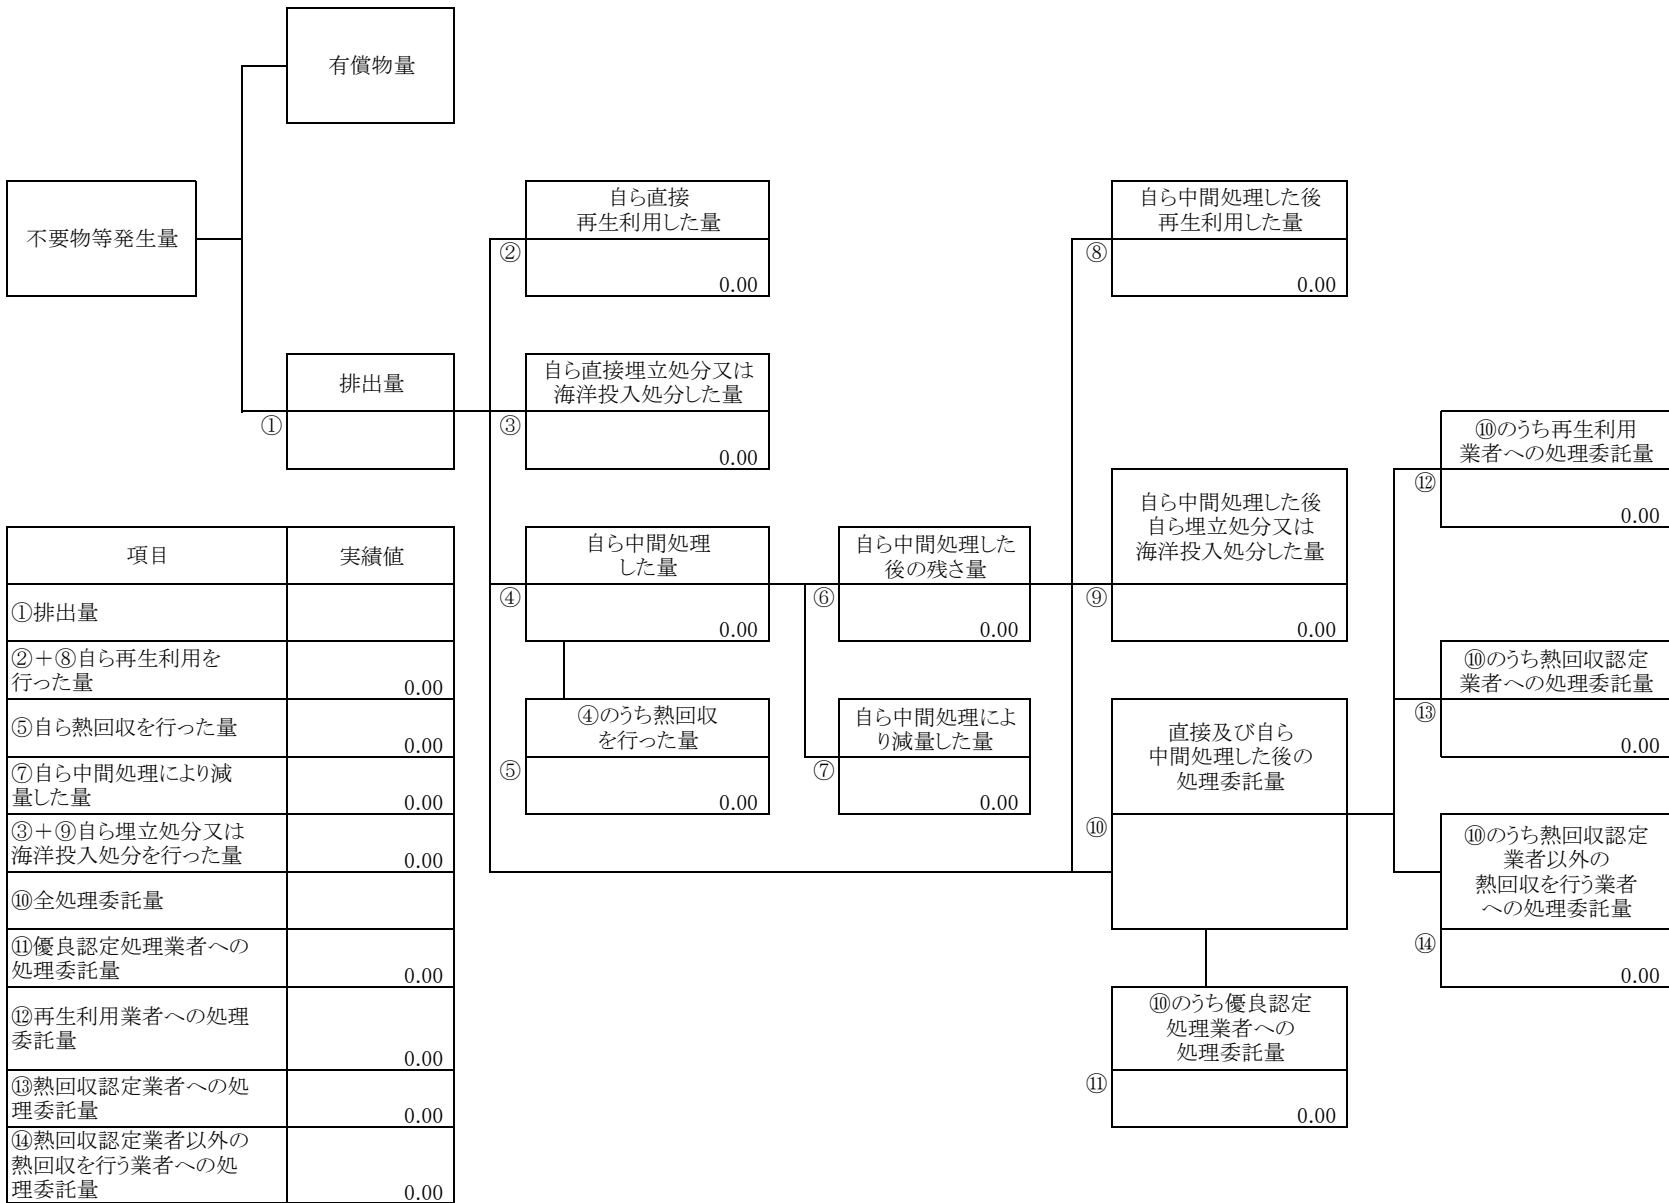 有償物量
不要物等発生量
排出量
①
自ら直接
再生利用した量
②
0.00
自ら直接埋立処分又は
海洋投入処分した量
③
0.00
自ら中間処理
した量
④
0.00
④のうち熱回収
を行った量
⑤
0.00
自ら中間処理した
後の残さ量
⑥
0.00
自ら中間処理によ
り減量した量
⑦
0.00
自ら中間処理した後
再生利用した量
⑧
0.00
自ら中間処理した後
自ら埋立処分又は
海洋投入処分した量
⑨
0.00
直接及び自ら
中間処理した後の
処理委託量
⑩
⑩のうち優良認定
処理業者への
処理委託量
⑪
0.00
⑩のうち再生利用
業者への処理委託量
⑫
0.00
⑩のうち熱回収認定
業者への処理委託量
⑬
0.00
⑩のうち熱回収認定
業者以外の
熱回収を行う業者
への処理委託量
⑭
0.00
項目 実績値
①排出量
②+⑧自ら再生利用を
行った量 0.00
⑤自ら熱回収を行った量 0.00
⑦自ら中間処理により減
量した量 0.00
③+⑨自ら埋立処分又は
海洋投入処分を行った量 0.00
⑩全処理委託量
⑪優良認定処理業者への
処理委託量 0.00
⑫再生利用業者への処理
委託量 0.00
⑬熱回収認定業者への処
理委託量 0.00
⑭熱回収認定業者以外の
熱回収を行う業者への処
理委託量 0.00